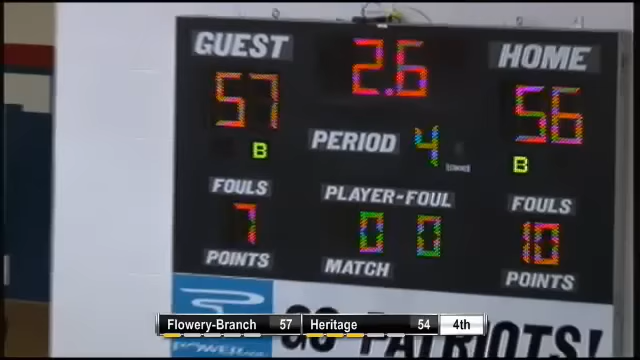 GUEST 2.6 HOME
57 56
PERIOD 4
B B
FOULS PLAYER-FOUL FOULS
7 0 0 10
POINTS MATCH POINTS
GO PATRIOTS!
Flowery-Branch 57 Heritage 54 4th